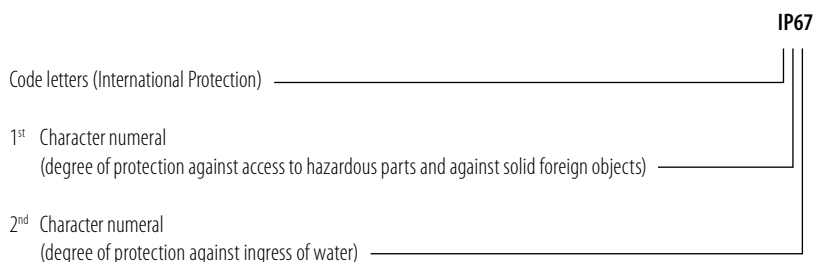 IP67
Code letters (International Protection)
1st Character numeral
(degree of protection against access to hazardous parts and against solid foreign objects)
2nd Character numeral
(degree of protection against ingress of water)